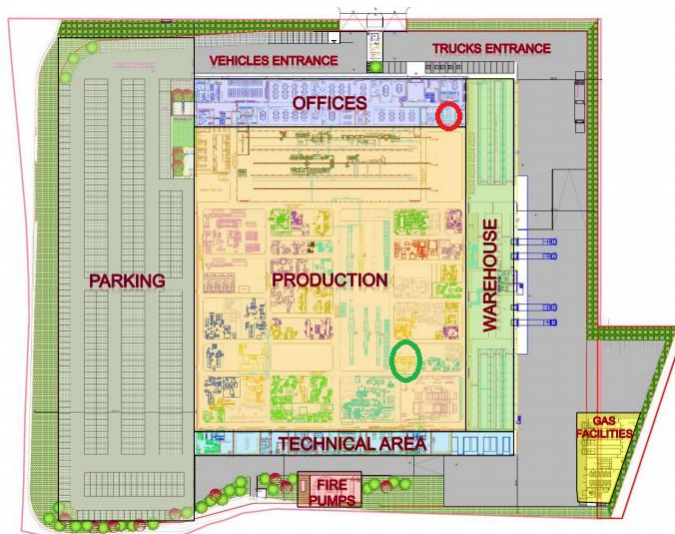 VEHICLES ENTRANCE
TRUCKS ENTRANCE
OFFICES
PARKING
PRODUCTION
WAREHOUSE
GAS
FACILITIES
TECHNICAL AREA
FIRE
PUMPS